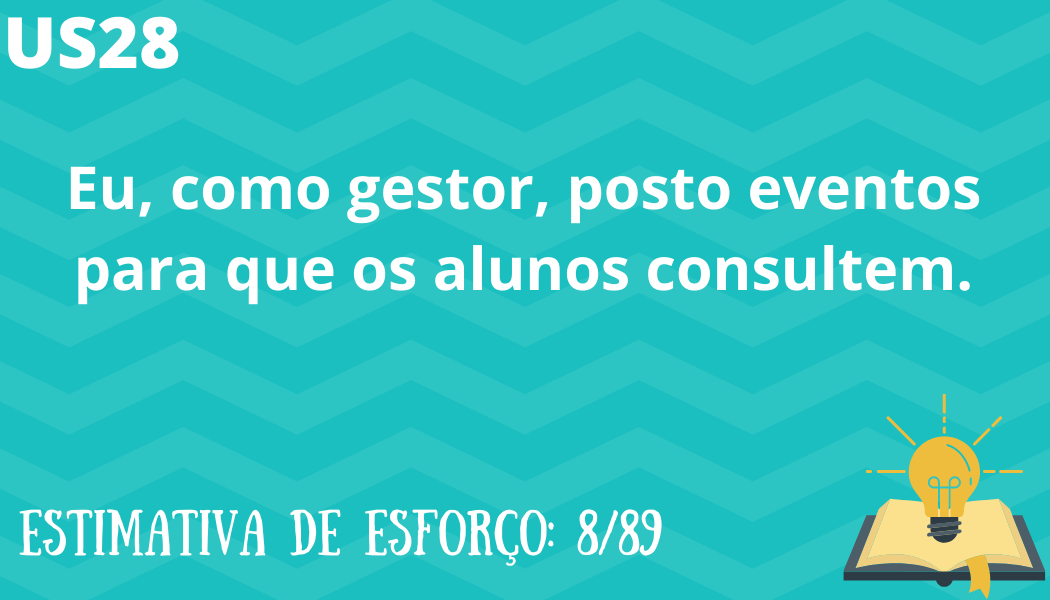 US28
Eu, como gestor, posto eventos
para que os alunos consultem.
ESTIMATIVA DE ESFORÇO: 8/89